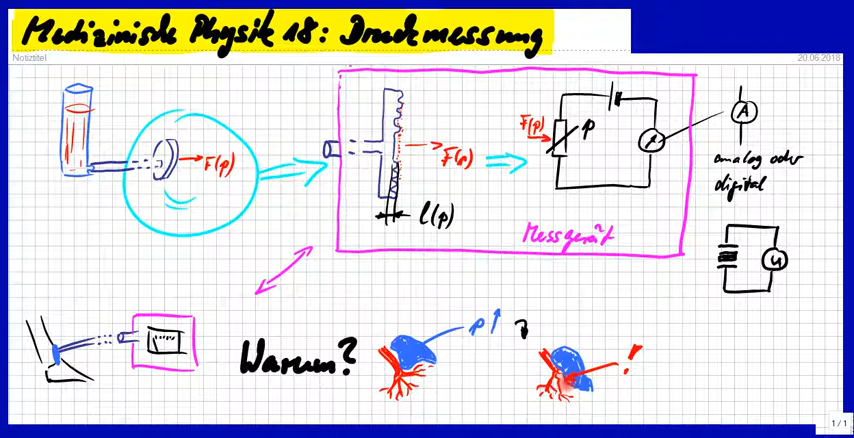 Medizinische Physik 18: Druckmessung
Notiztitel
20.06.2018
F(p)
F(p)
l(p)
F(p)
p
A
A
analog oder
digital
Messgerät
U
Warum?
p↑
!
1 / 1